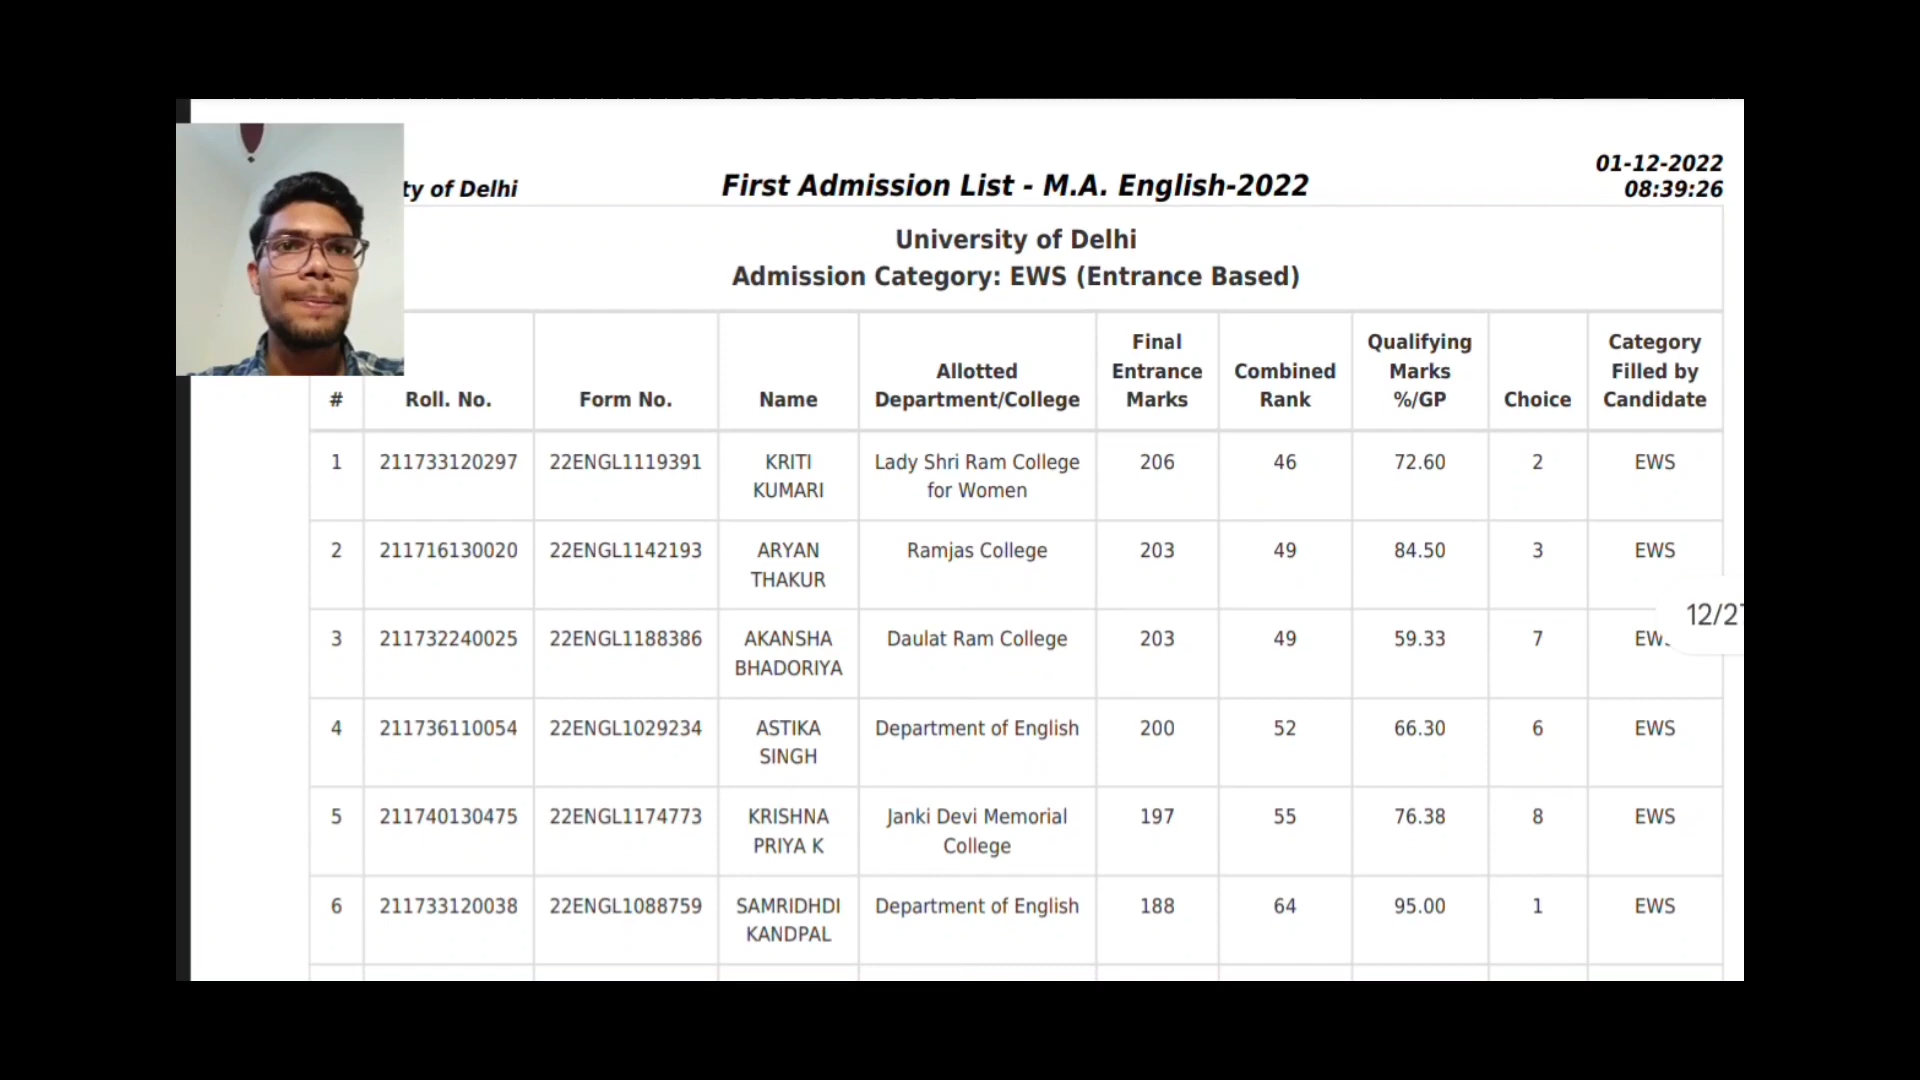 ty of Delhi
First Admission List - M.A. English-2022
01-12-2022
08:39:26
University of Delhi
Admission Category: EWS (Entrance Based)
# Roll. No. Form No. Name Allotted Department/College Final Entrance Marks Combined Rank Qualifying Marks %/GP Choice Category Filled by Candidate
1 211733120297 22ENGL1119391 KRITI KUMARI Lady Shri Ram College for Women 206 46 72.60 2 EWS
2 211716130020 22ENGL1142193 ARYAN THAKUR Ramjas College 203 49 84.50 3 EWS
3 211732240025 22ENGL1188386 AKANSHA BHADORIYA Daulat Ram College 203 49 59.33 7
4 211736110054 22ENGL1029234 ASTIKA SINGH Department of English 200 52 66.30 6 EWS
5 211740130475 22ENGL1174773 KRISHNA PRIYA K Janki Devi Memorial College 197 55 76.38 8 EWS
6 211733120038 22ENGL1088759 SAMRIDHDI KANDPAL Department of English 188 64 95.00 1 EWS